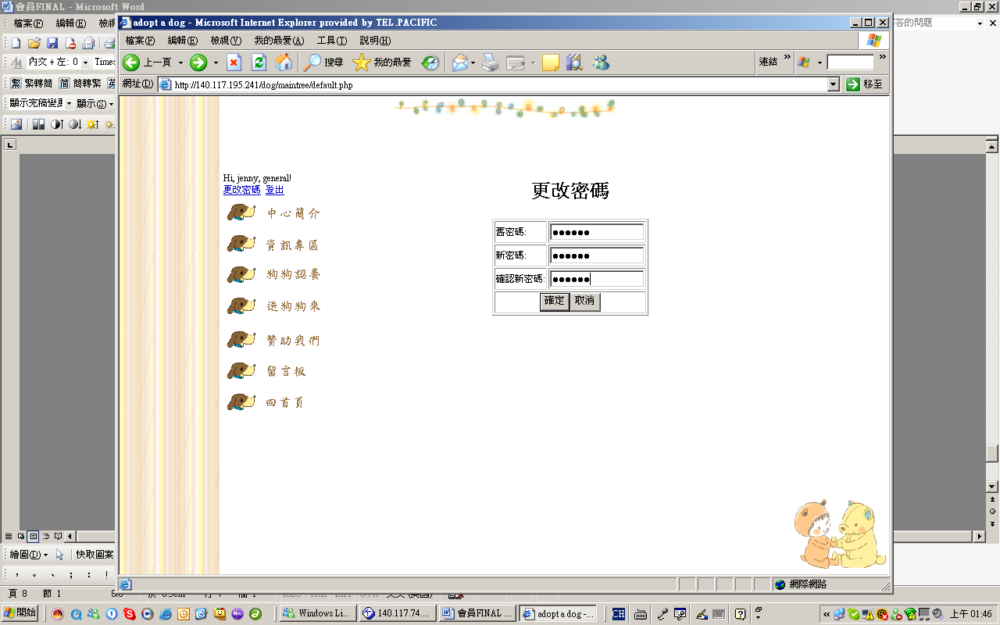 會員FINAL - Microsoft Word
檔案(F) 編輯(E) 檢視
解答的問題
內文 + 左: 0 Times
繁 繁轉簡 簡 簡轉繁 英
顯示完稿變更 顯示(S)
adopt a dog - Microsoft Internet Explorer provided by TEL.PACIFIC
檔案(F) 編輯(E) 檢視(V) 我的最愛(A) 工具(T) 說明(H)
上一頁 搜尋 我的最愛 連結 »
網址(D) http://140.117.195.241/dog/maintree/default.php 移至
Hi, jenny, general!
更改密碼 登出
中心簡介
資訊專區
狗狗認養
送狗狗來
贊助我們
留言板
回首頁
更改密碼
舊密碼: ●●●●●●
新密碼: ●●●●●●
確認新密碼: ●●●●●●
確定 取消
網際網路
繪圖(D) 快取圖案
， 。 、 ； ： ！
頁 8 節 1
開始 Windows Li... 140.117.74.... 會員FINAL ... adopt a dog -... CH 上午 01:46